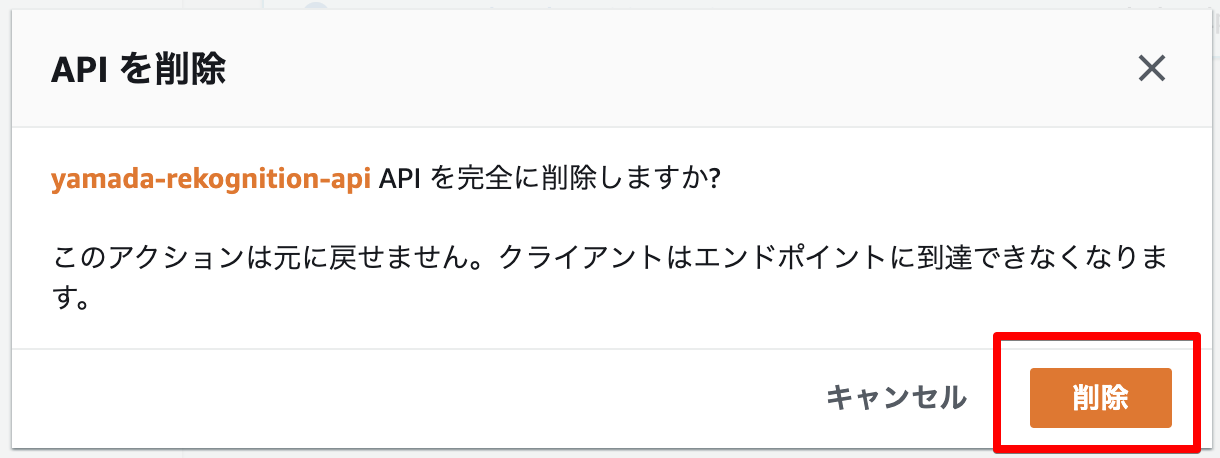 API を削除
yamada-rekognition-api API を完全に削除しますか?
このアクションは元に戻せません。クライアントはエンドポイントに到達できなくなりま
す。
キャンセル
削除